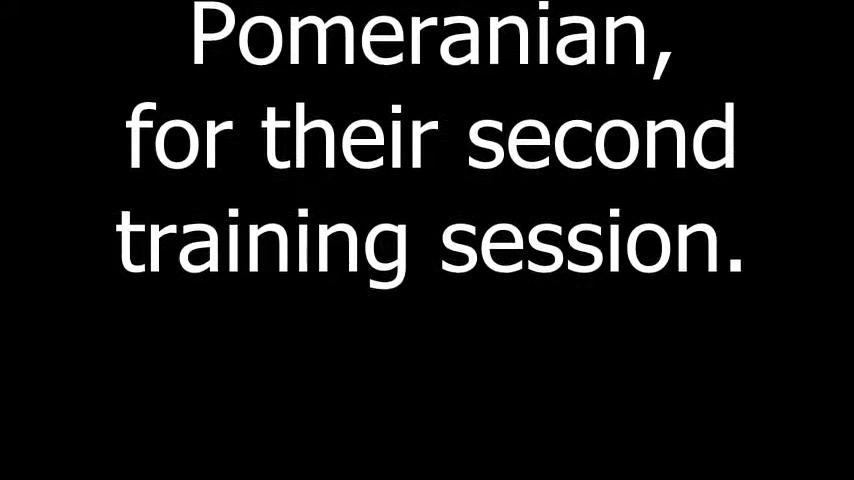 Pomeranian,
for their second
training session.